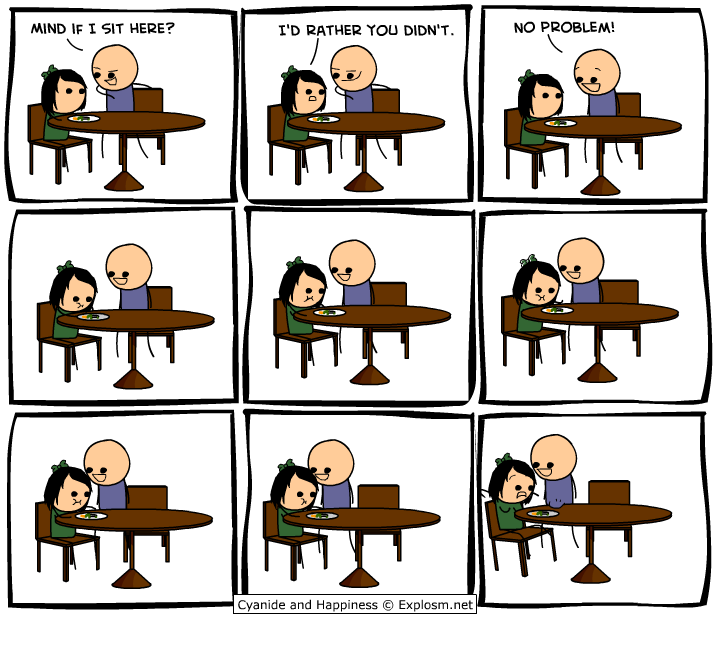 MIND IF I SIT HERE?
I'D RATHER YOU DIDN'T.
NO PROBLEM!
Cyanide and Happiness © Explosm.net